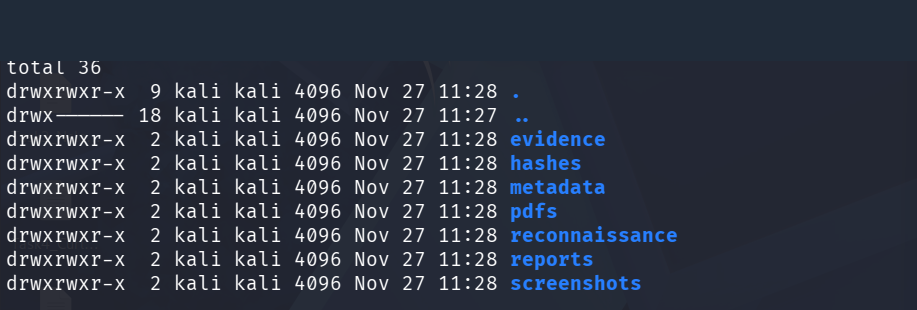 total 36
drwxrwxr-x  9 kali kali 4096 Nov 27 11:28 .
drwx------ 18 kali kali 4096 Nov 27 11:27 ..
drwxrwxr-x  2 kali kali 4096 Nov 27 11:28 evidence
drwxrwxr-x  2 kali kali 4096 Nov 27 11:28 hashes
drwxrwxr-x  2 kali kali 4096 Nov 27 11:28 metadata
drwxrwxr-x  2 kali kali 4096 Nov 27 11:28 pdfs
drwxrwxr-x  2 kali kali 4096 Nov 27 11:28 reconnaissance
drwxrwxr-x  2 kali kali 4096 Nov 27 11:28 reports
drwxrwxr-x  2 kali kali 4096 Nov 27 11:28 screenshots